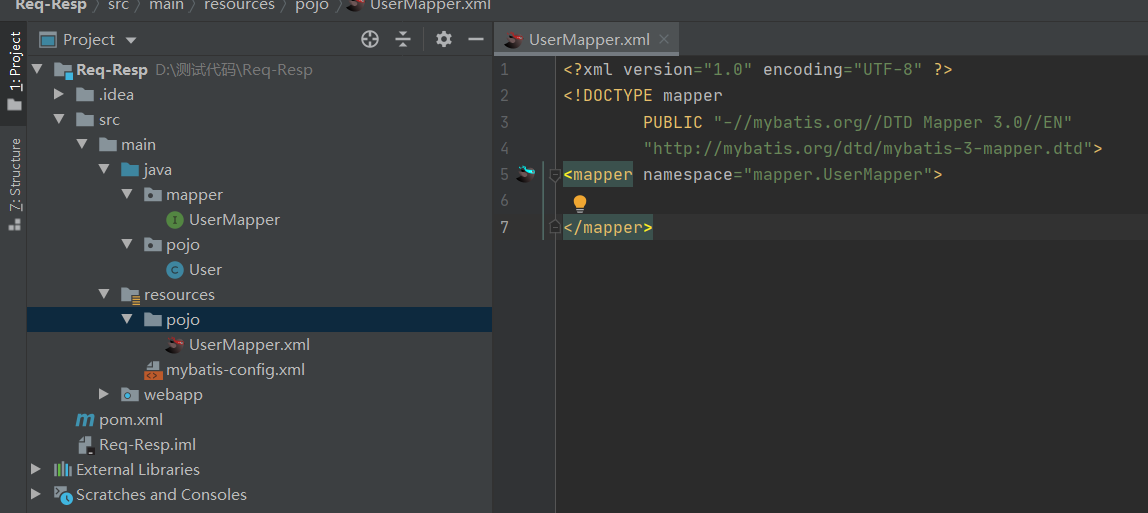 Req-Resp src main resources pojo UserMapper.xml
1: Project
Z: Structure
Project
Req-Resp D:\测试代码\Req-Resp
.idea
src
main
java
mapper
UserMapper
pojo
User
resources
pojo
UserMapper.xml
mybatis-config.xml
webapp
pom.xml
Req-Resp.iml
External Libraries
Scratches and Consoles
UserMapper.xml
1 <?xml version="1.0" encoding="UTF-8" ?>
2 <!DOCTYPE mapper
3 PUBLIC "-//mybatis.org//DTD Mapper 3.0//EN"
4 "http://mybatis.org/dtd/mybatis-3-mapper.dtd">
5 <mapper namespace="mapper.UserMapper">
6
7 </mapper>